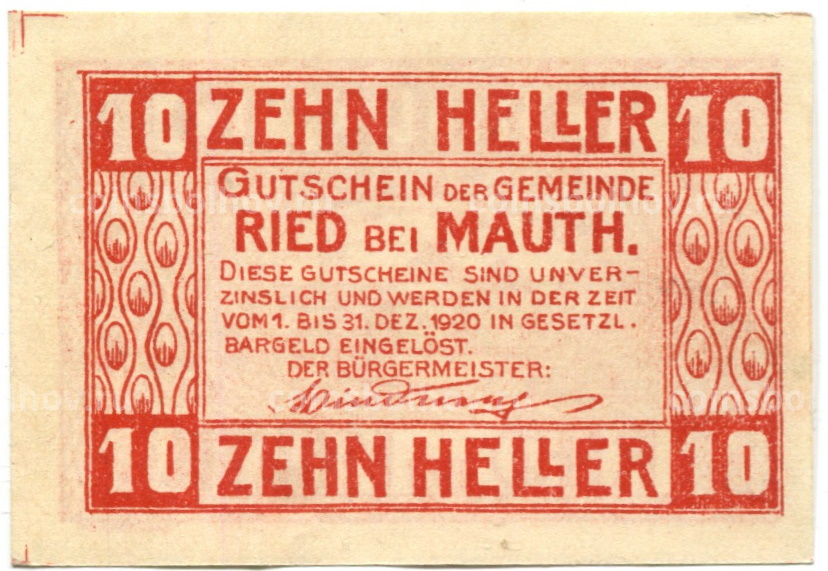 10 ZEHN HELLER 10
GUTSCHEIN DER GEMEINDE
RIED BEI MAUTH.
DIESE GUTSCHEINE SIND UNVER-
ZINSLICH UND WERDEN IN DER ZEIT
VOM 1. BIS 31. DEZ. 1920 IN GESETZL.
BARGELD EINGELÖST.
DER BÜRGERMEISTER:
10 ZEHN HELLER 10